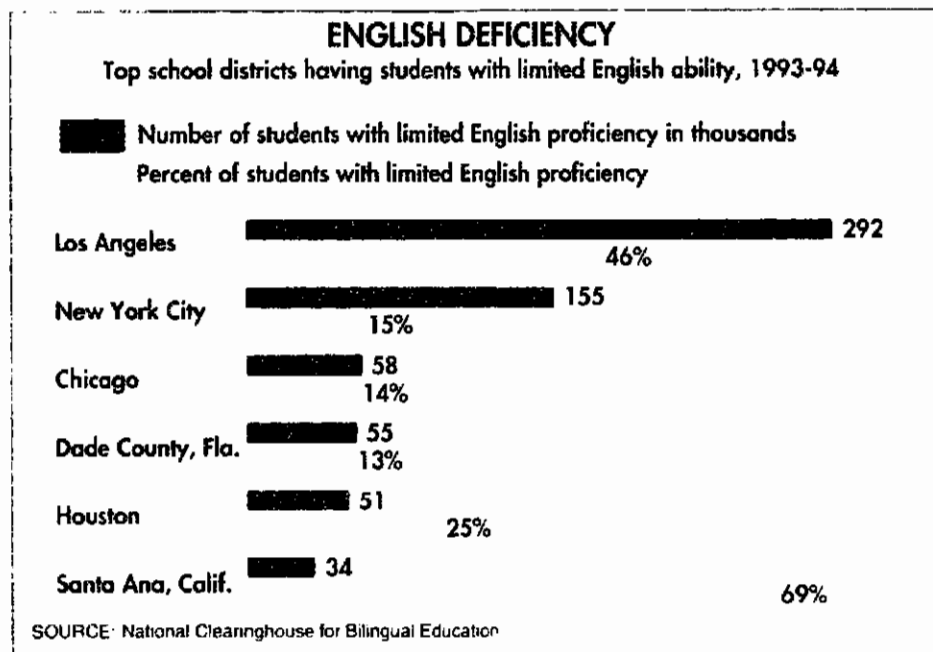 ENGLISH DEFICIENCY
Top school districts having students with limited English ability, 1993-94
Number of students with limited English proficiency in thousands
Percent of students with limited English proficiency
Los Angeles 292
46%
New York City 155
15%
Chicago 58
14%
Dade County, Fla. 55
13%
Houston 51
25%
Santa Ana, Calif. 34
69%
SOURCE: National Clearinghouse for Bilingual Education